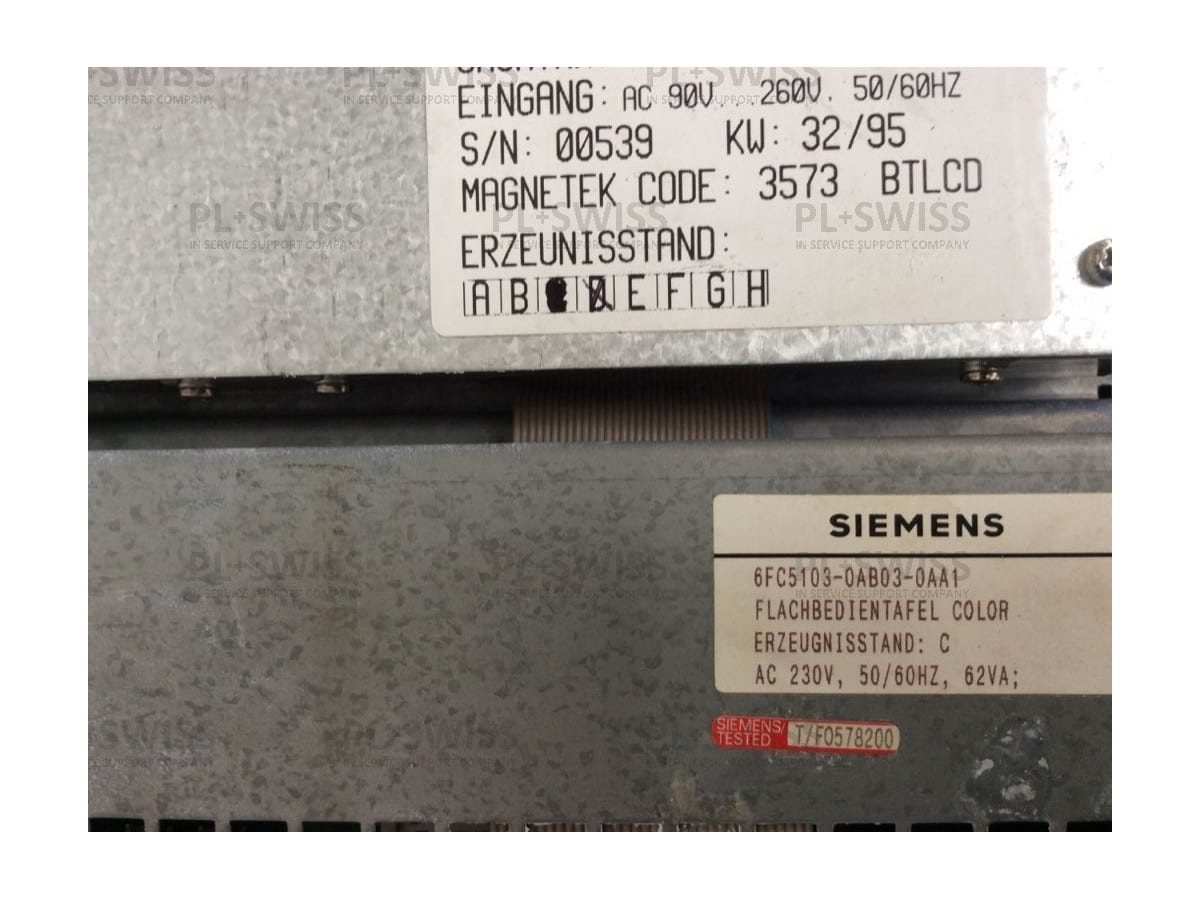 EINGANG: AC 90V...260V. 50/60HZ
S/N: 00539 KW: 32/95
MAGNETEK CODE: 3573 BTLCD
ERZEUNISSTAND:
A B E F G H
SIEMENS
6FC5103-0AB03-0AA1
FLACHBEDIENTAFEL COLOR
ERZEUGNISSTAND: C
AC 230V, 50/60HZ, 62VA;
SIEMENS/
TESTED T/F0578200
PL+SWISS
IN SERVICE SUPPORT COMPANY